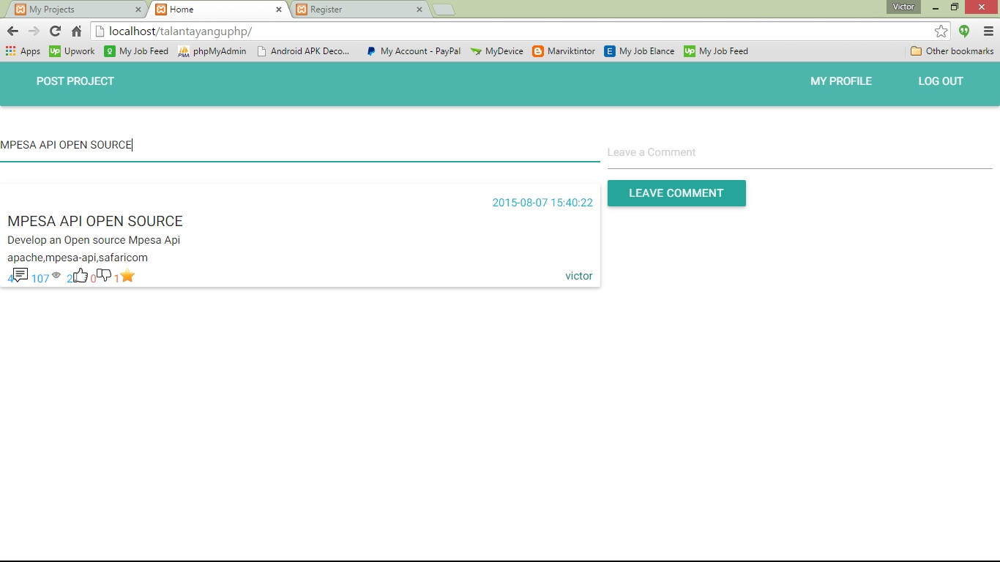 My Projects Home Register Victor
localhost/talantayanguphp/
Apps Upwork My Job Feed phpMyAdmin Android APK Deco... My Account - PayPal MyDevice Marviktintor My Job Elance My Job Feed Other bookmarks
POST PROJECT MY PROFILE LOG OUT
MPESA API OPEN SOURCE
Leave a Comment
LEAVE COMMENT
2015-08-07 15:40:22
MPESA API OPEN SOURCE
Develop an Open source Mpesa Api
apache,mpesa-api,safaricom
4 107 2 0 1 victor